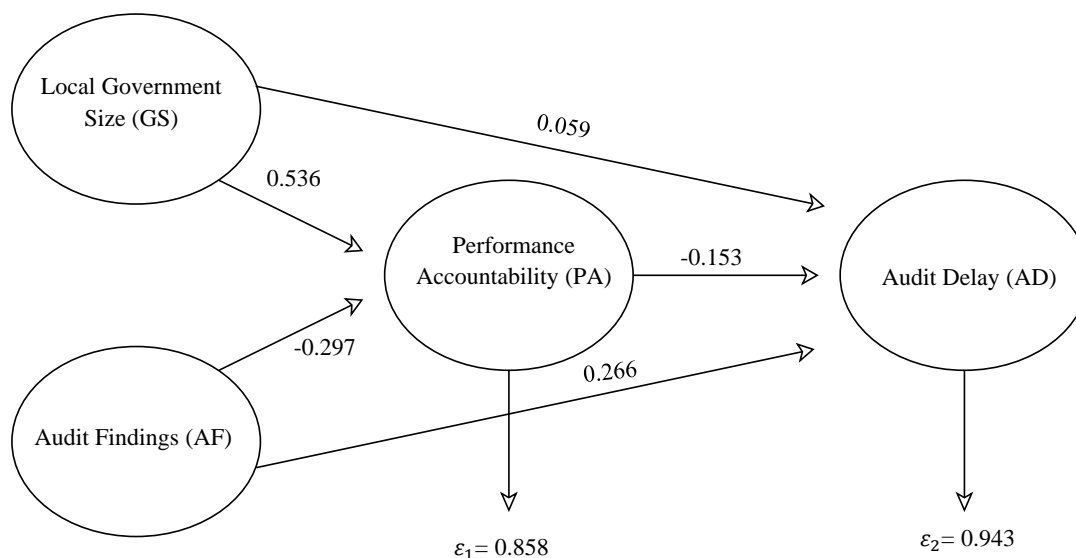 Local Government
Size (GS)
0.059
0.536
Performance
Accountability (PA)
-0.153
Audit Delay (AD)
-0.297
0.266
Audit Findings (AF)
ε₁= 0.858
ε₂= 0.943